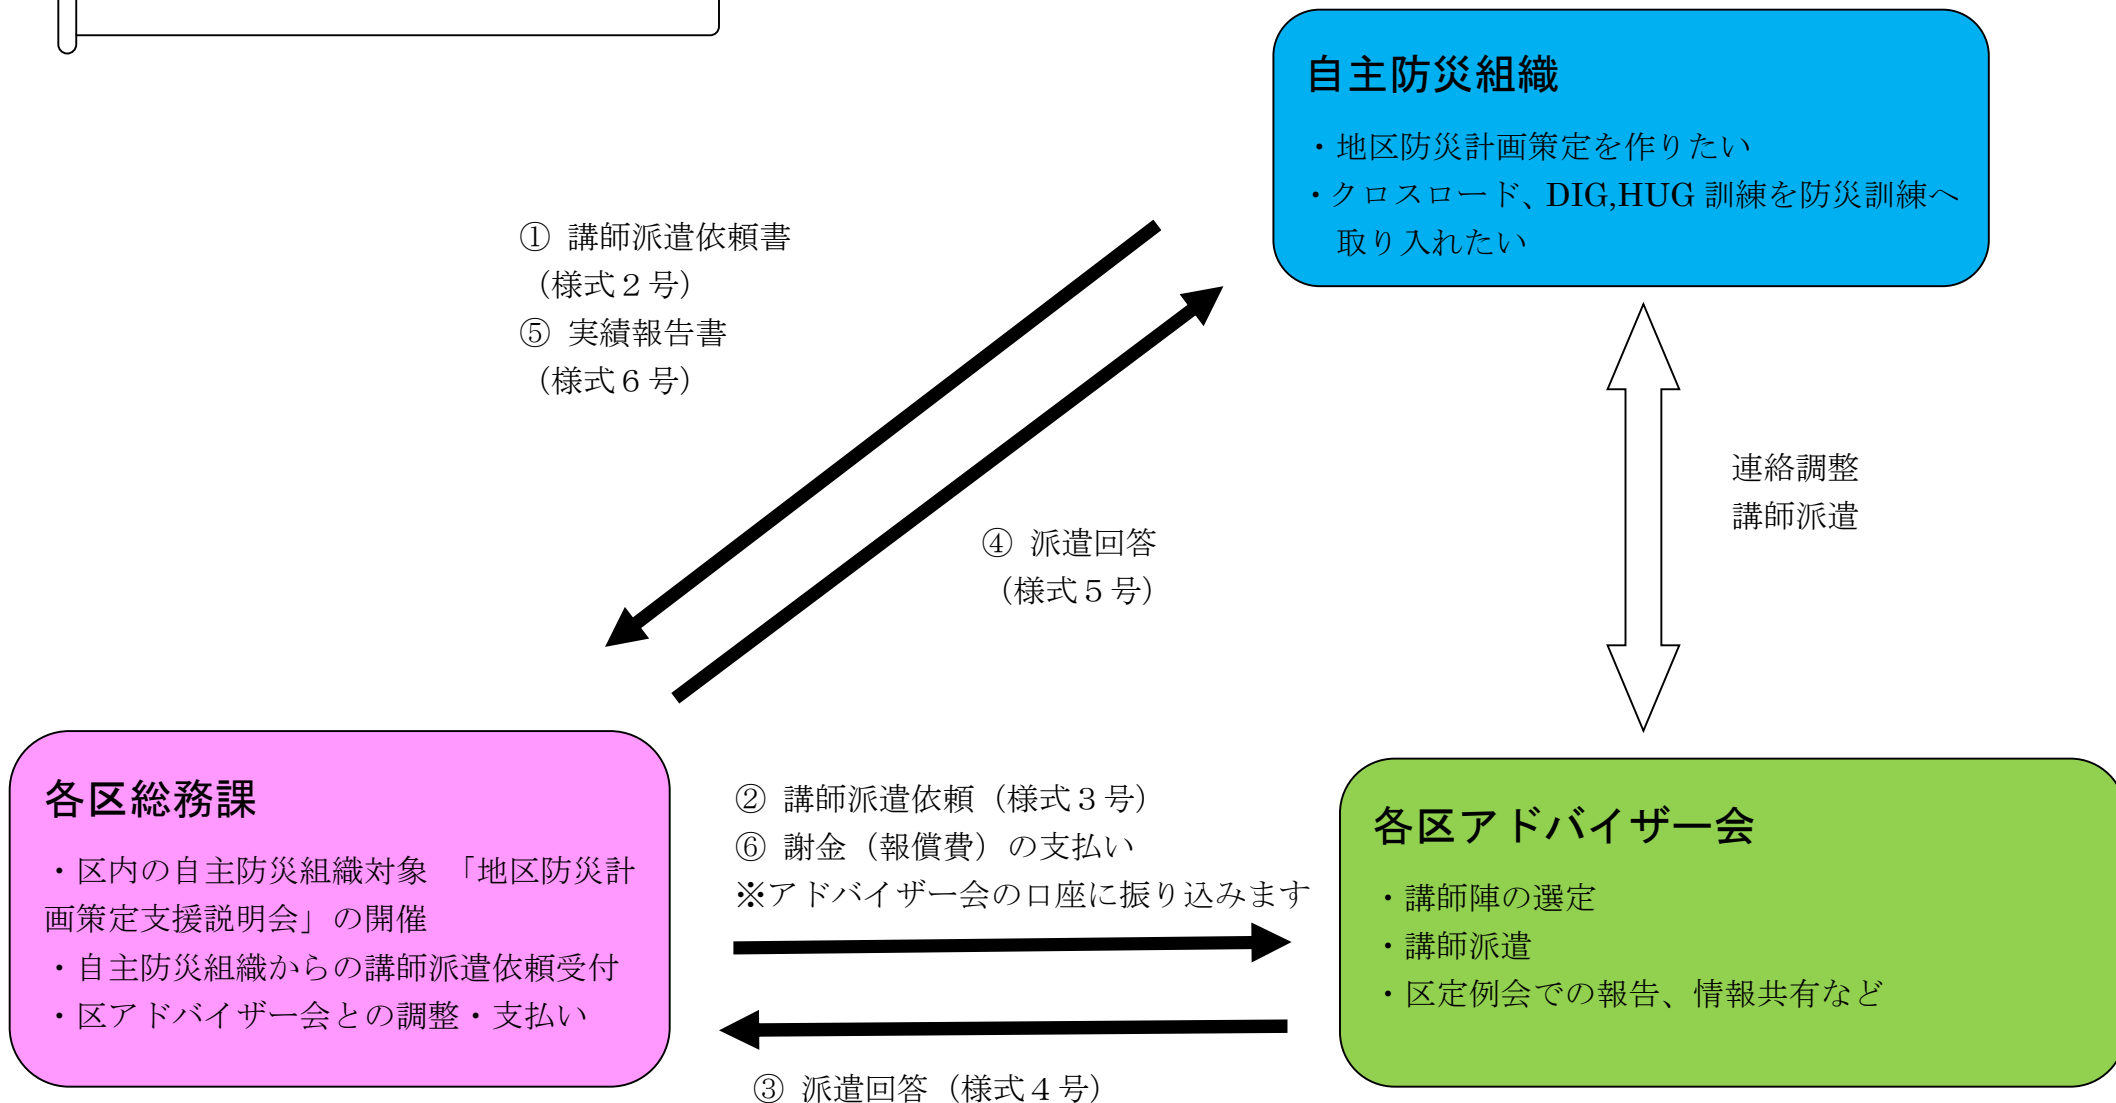 自主防災組織
・地区防災計画策定を作りたい
・クロスロード、DIG,HUG 訓練を防災訓練へ
取り入れたい
① 講師派遣依頼書
（様式２号）
⑤ 実績報告書
（様式６号）
連絡調整
講師派遣
④ 派遣回答
（様式５号）
各区総務課
・区内の自主防災組織対象　「地区防災計
画策定支援説明会」の開催
・自主防災組織からの講師派遣依頼受付
・区アドバイザー会との調整・支払い
② 講師派遣依頼（様式３号）
⑥ 謝金（報償費）の支払い
※アドバイザー会の口座に振り込みます
③ 派遣回答（様式４号）
各区アドバイザー会
・講師陣の選定
・講師派遣
・区定例会での報告、情報共有など